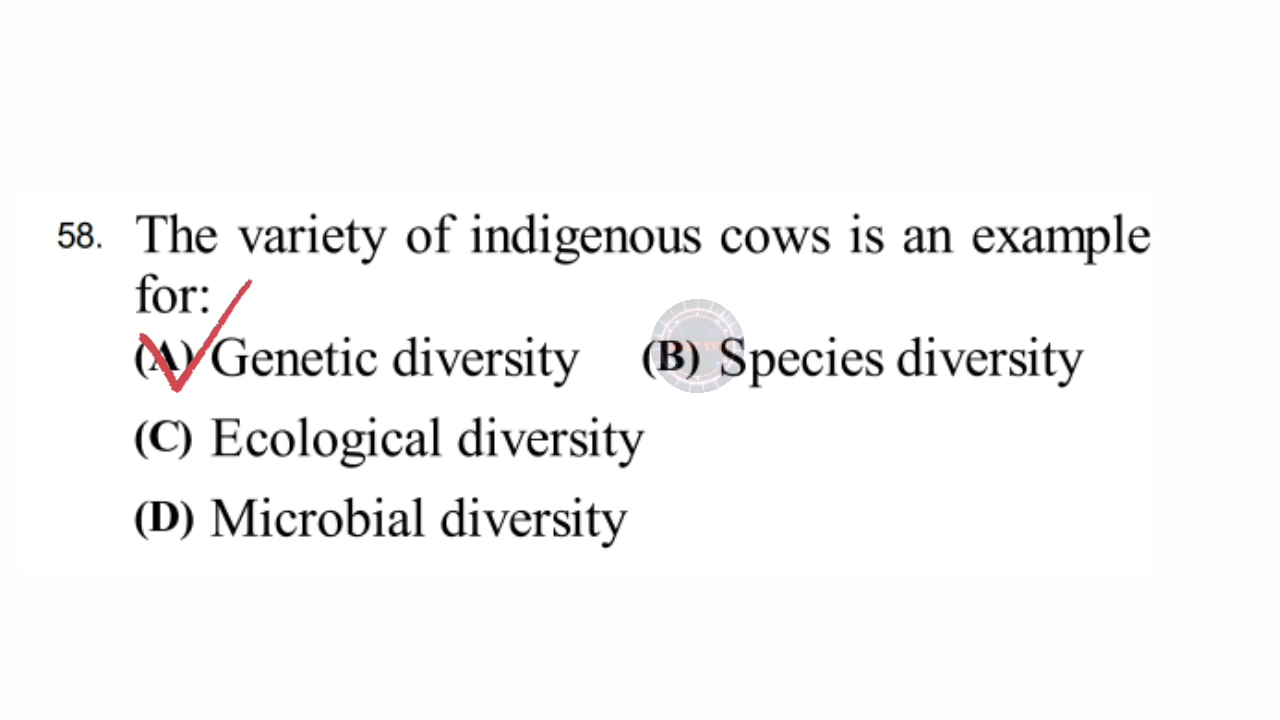 58. The variety of indigenous cows is an example
for:
(A) Genetic diversity (B) Species diversity
(C) Ecological diversity
(D) Microbial diversity